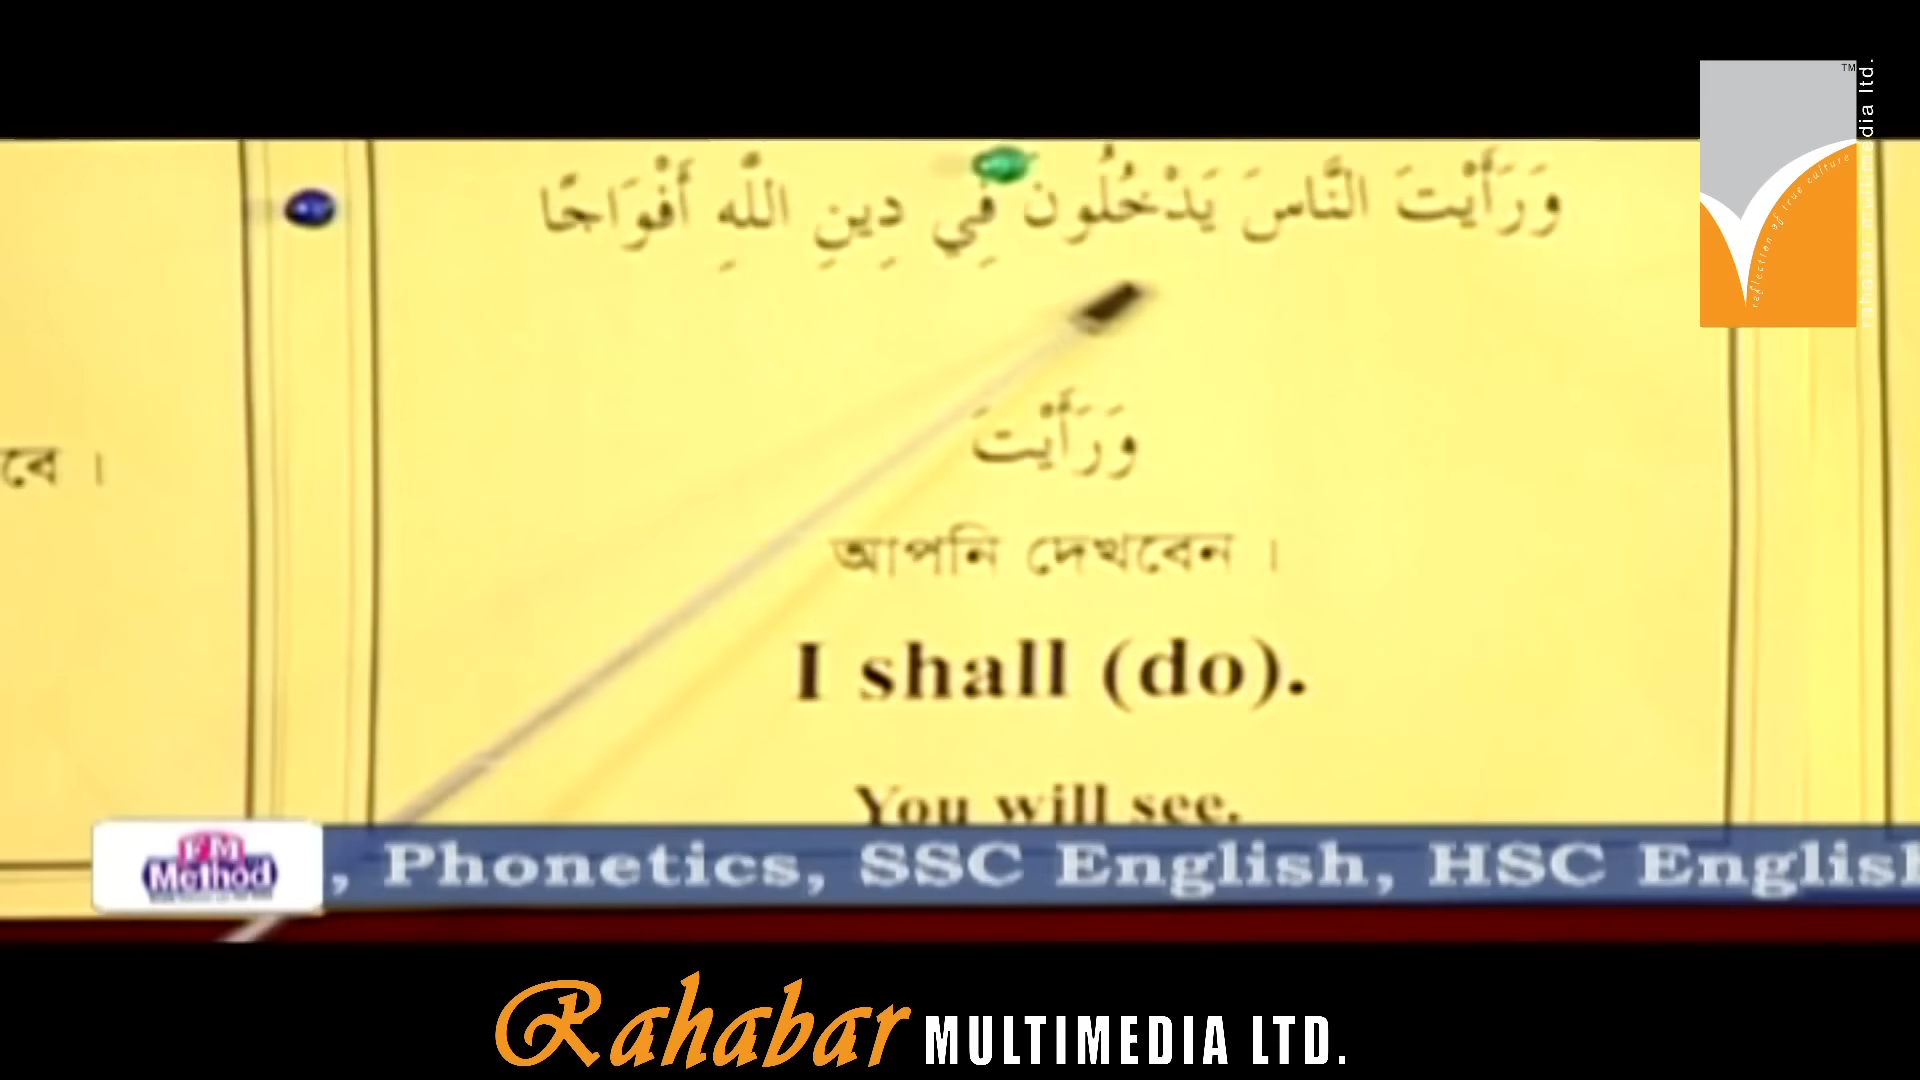 TM
rahabar multimedia ltd.
reflection of true culture
وَرَأَيْتَ النَّاسَ يَدْخُلُونَ فِي دِينِ اللَّهِ أَفْوَاجًا
وَرَأَيْتَ
বে ।
আপনি দেখবেন ।
I shall (do).
You will see.
FM
Method
, Phonetics, SSC English, HSC English
Rahabar MULTIMEDIA LTD.